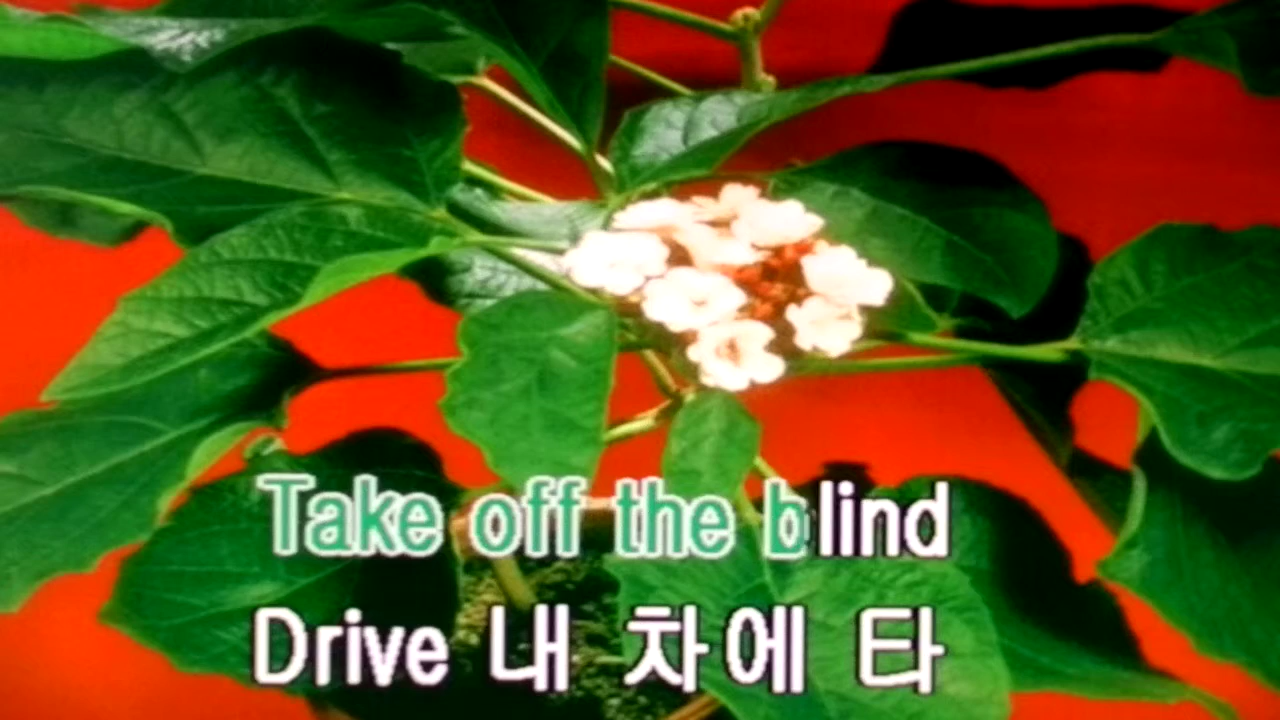 Take off the blind
Drive 내 차에 타